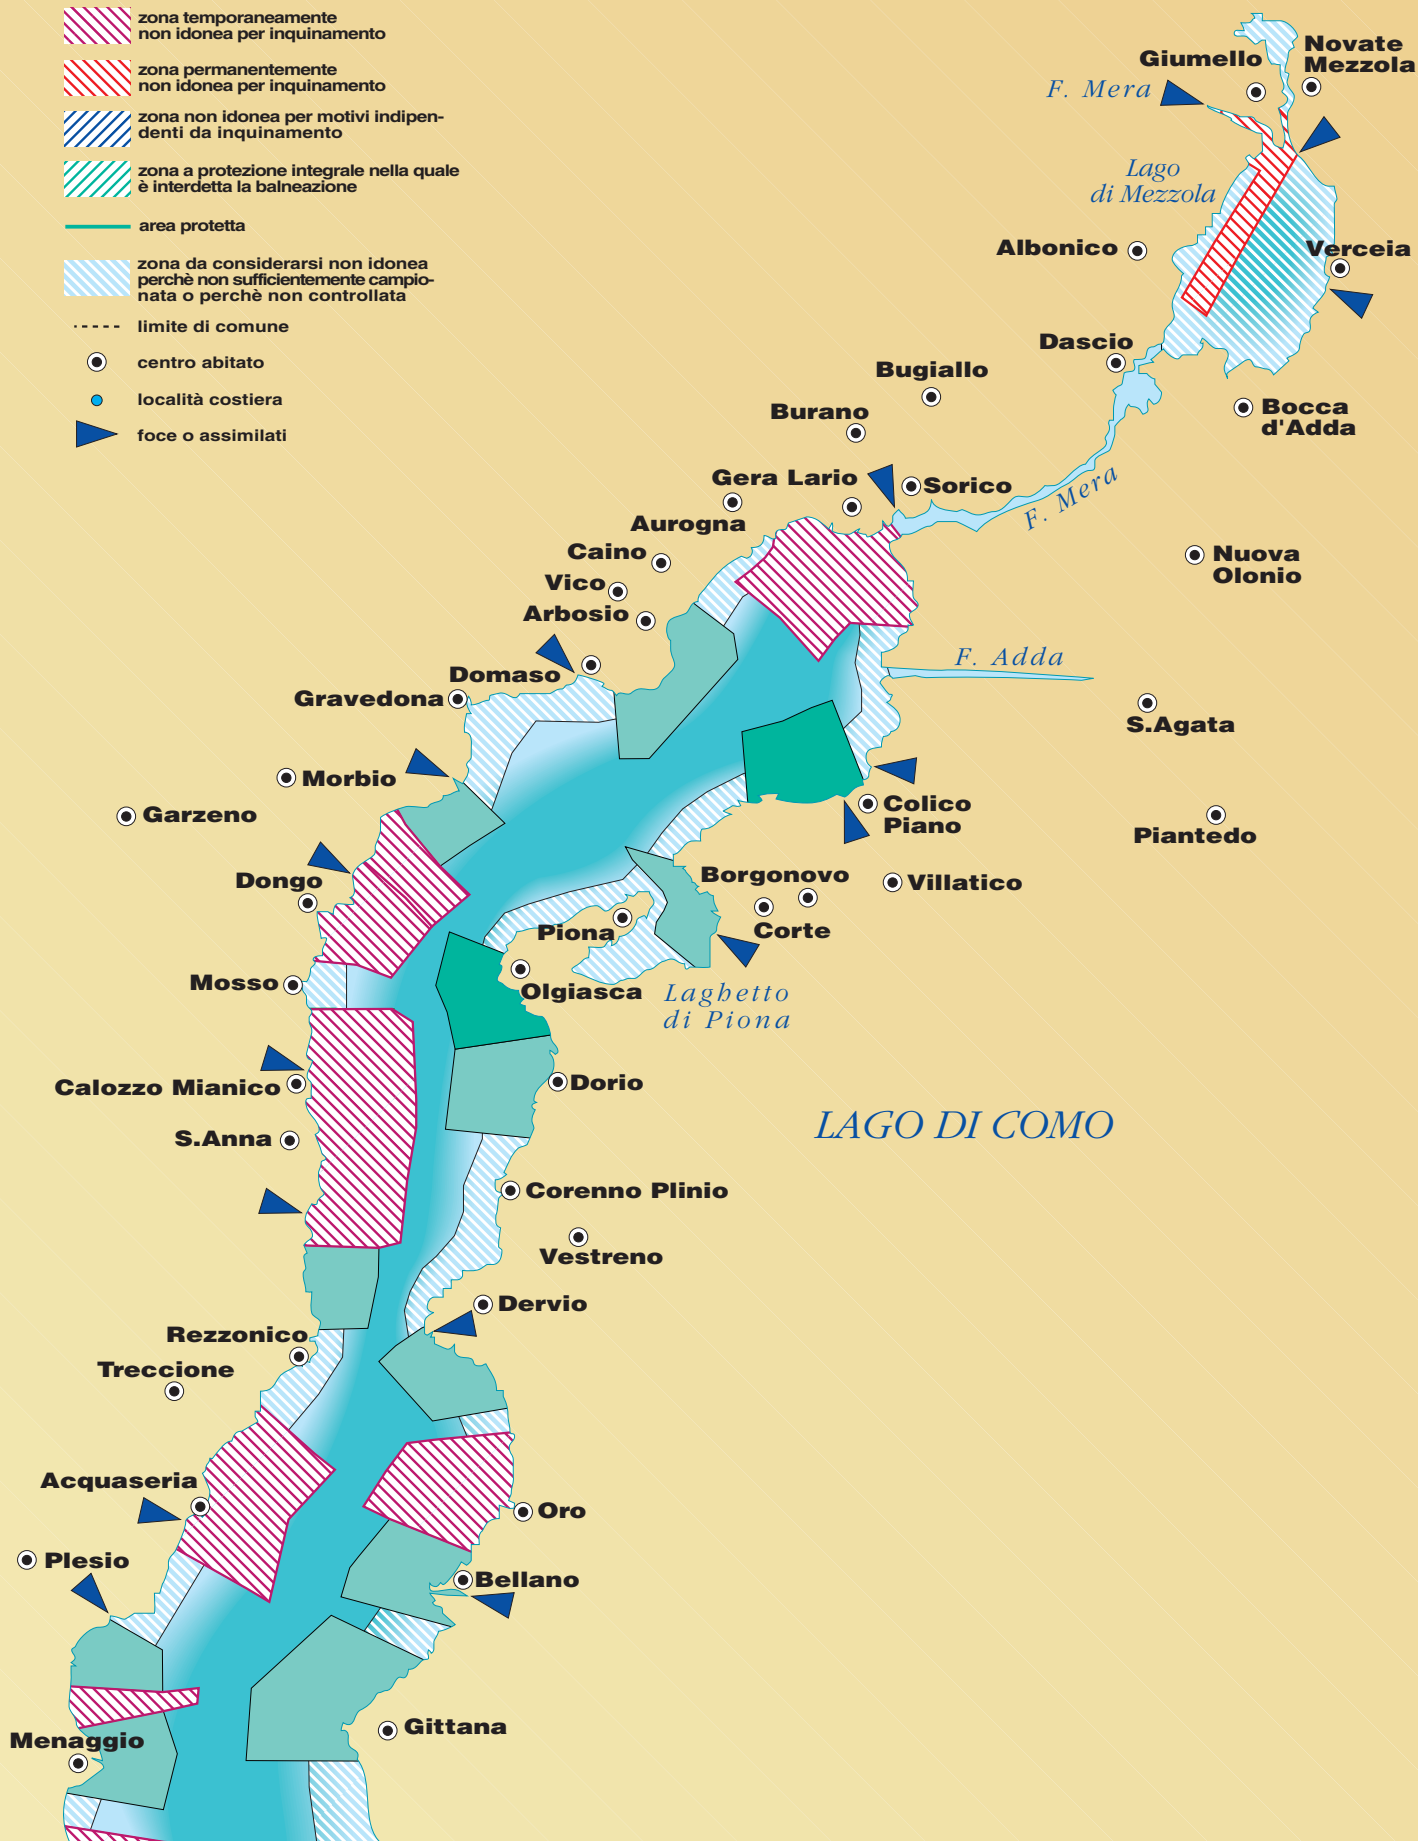 zona temporaneamente
non idonea per inquinamento
zona permanentemente
non idonea per inquinamento
zona non idonea per motivi indipen-
denti da inquinamento
zona a protezione integrale nella quale
è interdetta la balneazione
area protetta
zona da considerarsi non idonea
perchè non sufficientemente campio-
nata o perchè non controllata
limite di comune
centro abitato
località costiera
foce o assimilati
Giumello
Novate
Mezzola
F. Mera
Lago
di Mezzola
Albonico
Verceia
Dascio
Bugiallo
Burano
Bocca
d'Adda
Gera Lario
Sorico
F. Mera
Aurogna
Caino
Vico
Arbosio
Nuova
Olonio
F. Adda
Domaso
Gravedona
S.Agata
Morbio
Garzeno
Colico
Piano
Piantedo
Dongo
Borgonovo
Villatico
Piona
Corte
Mosso
Olgiasca
Laghetto
di Piona
Calozzo Mianico
Dorio
LAGO DI COMO
S.Anna
Corenno Plinio
Vestreno
Dervio
Rezzonico
Treccione
Acquaseria
Oro
Plesio
Bellano
Gittana
Menaggio